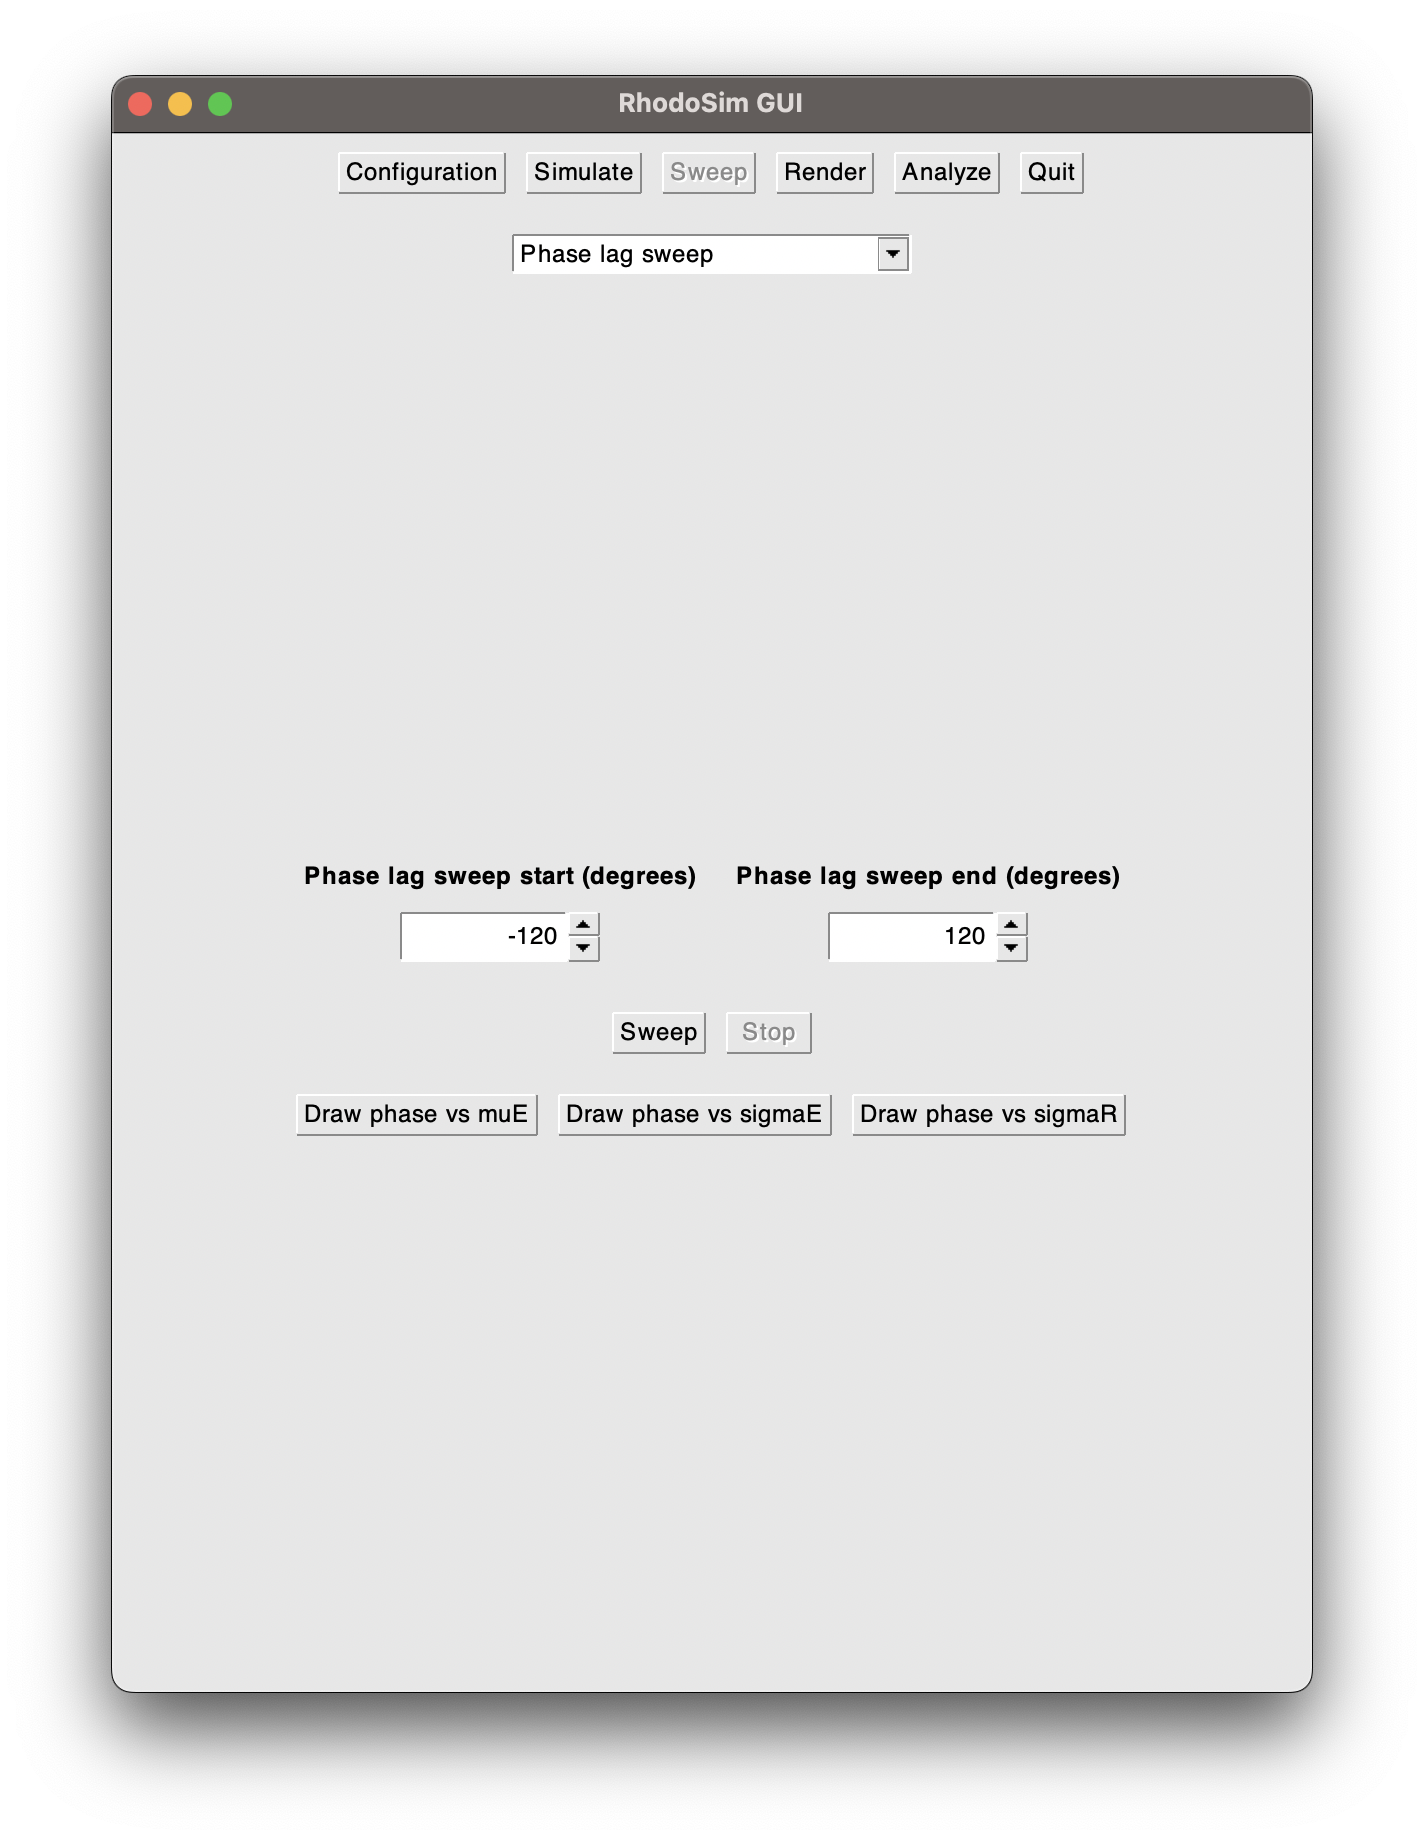 RhodoSim GUI
Configuration Simulate Sweep Render Analyze Quit
Phase lag sweep
Phase lag sweep start (degrees) Phase lag sweep end (degrees)
-120 120
Sweep Stop
Draw phase vs muE Draw phase vs sigmaE Draw phase vs sigmaR